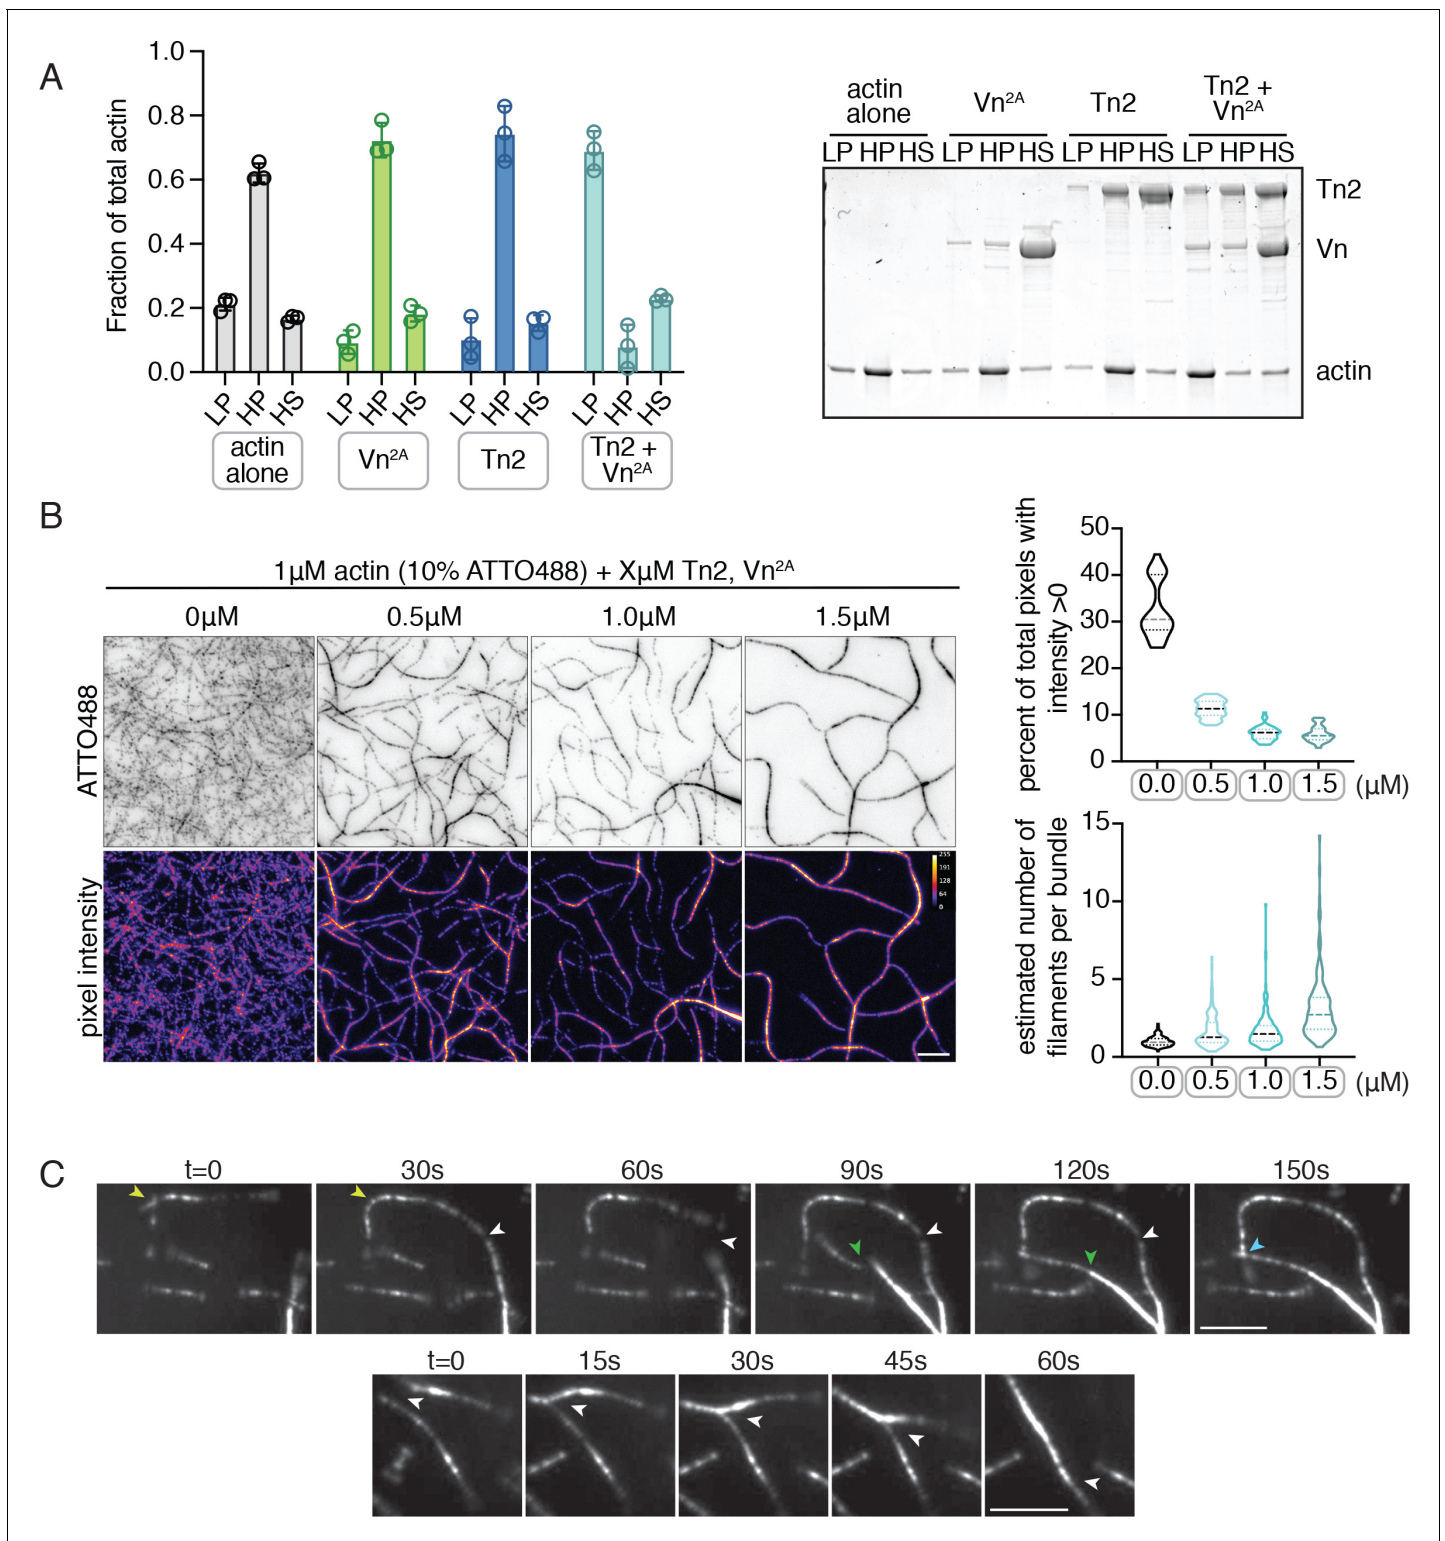 A
Fraction of total actin
1.0
0.8
0.6
0.4
0.2
0.0
LP HP HS LP HP HS LP HP HS LP HP HS
actin alone
Vn2A
Tn2
Tn2 + Vn2A
actin alone
Vn2A
Tn2
Tn2 + Vn2A
LP HP HS LP HP HS LP HP HS LP HP HS
Tn2
Vn
actin
B
1µM actin (10% ATTO488) + XµM Tn2, Vn2A
0µM 0.5µM 1.0µM 1.5µM
ATTO488
pixel intensity
255
191
128
64
0
percent of total pixels with
intensity >0
50
40
30
20
10
0
0.0 0.5 1.0 1.5 (µM)
estimated number of
filaments per bundle
15
10
5
0
0.0 0.5 1.0 1.5 (µM)
C
t=0 30s 60s 90s 120s 150s
t=0 15s 30s 45s 60s